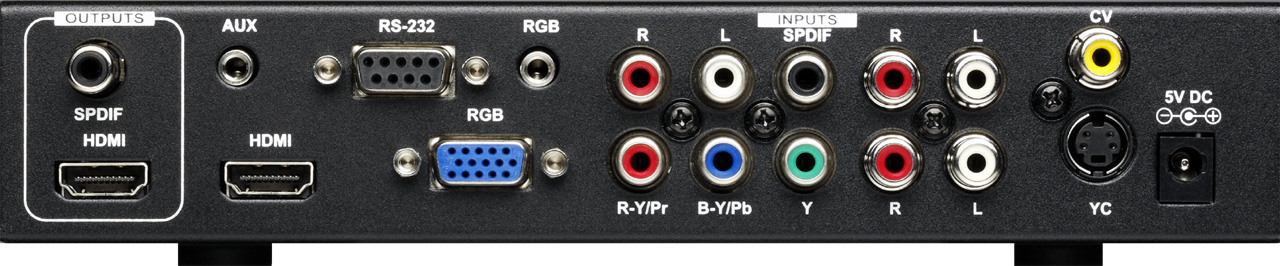 OUTPUTS
SPDIF
HDMI
AUX
HDMI
RS-232
RGB
RGB
INPUTS
R
L
SPDIF
R
L
R-Y/Pr
B-Y/Pb
Y
R
L
CV
YC
5V DC